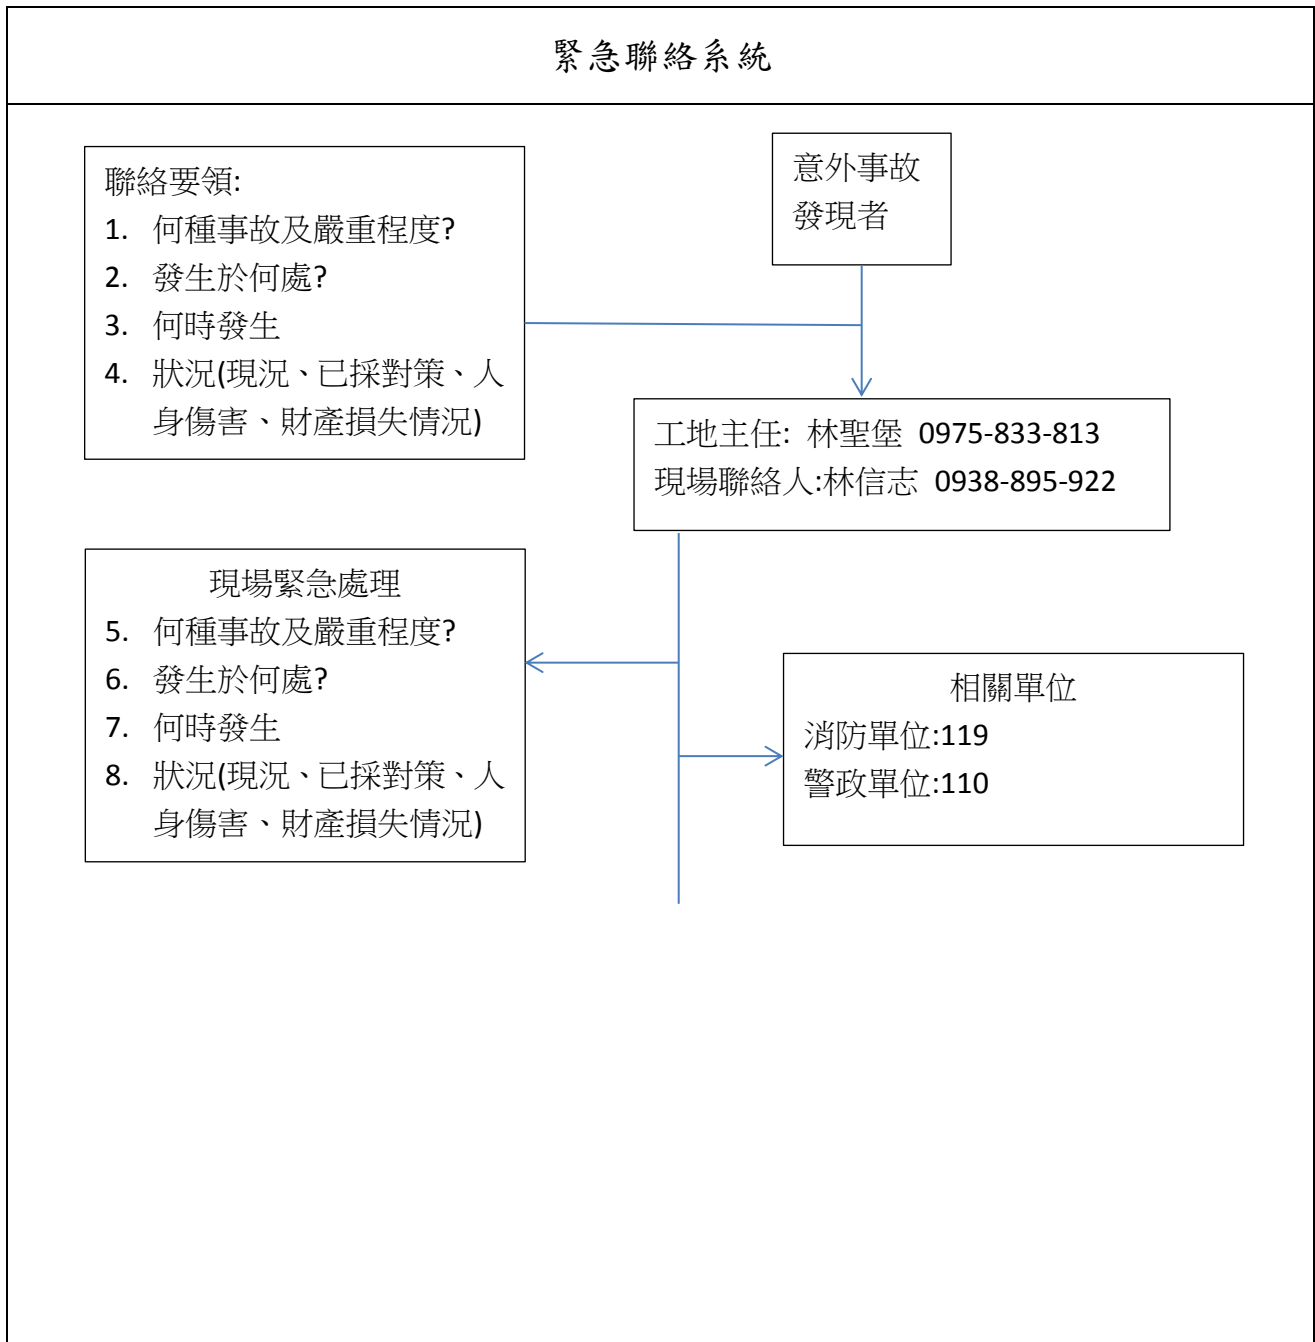 緊急聯絡系統
聯絡要領:
1. 何種事故及嚴重程度?
2. 發生於何處?
3. 何時發生
4. 狀況(現況、已採對策、人
身傷害、財產損失情況)
意外事故
發現者
工地主任: 林聖堡 0975-833-813
現場聯絡人:林信志 0938-895-922
現場緊急處理
5. 何種事故及嚴重程度?
6. 發生於何處?
7. 何時發生
8. 狀況(現況、已採對策、人
身傷害、財產損失情況)
相關單位
消防單位:119
警政單位:110